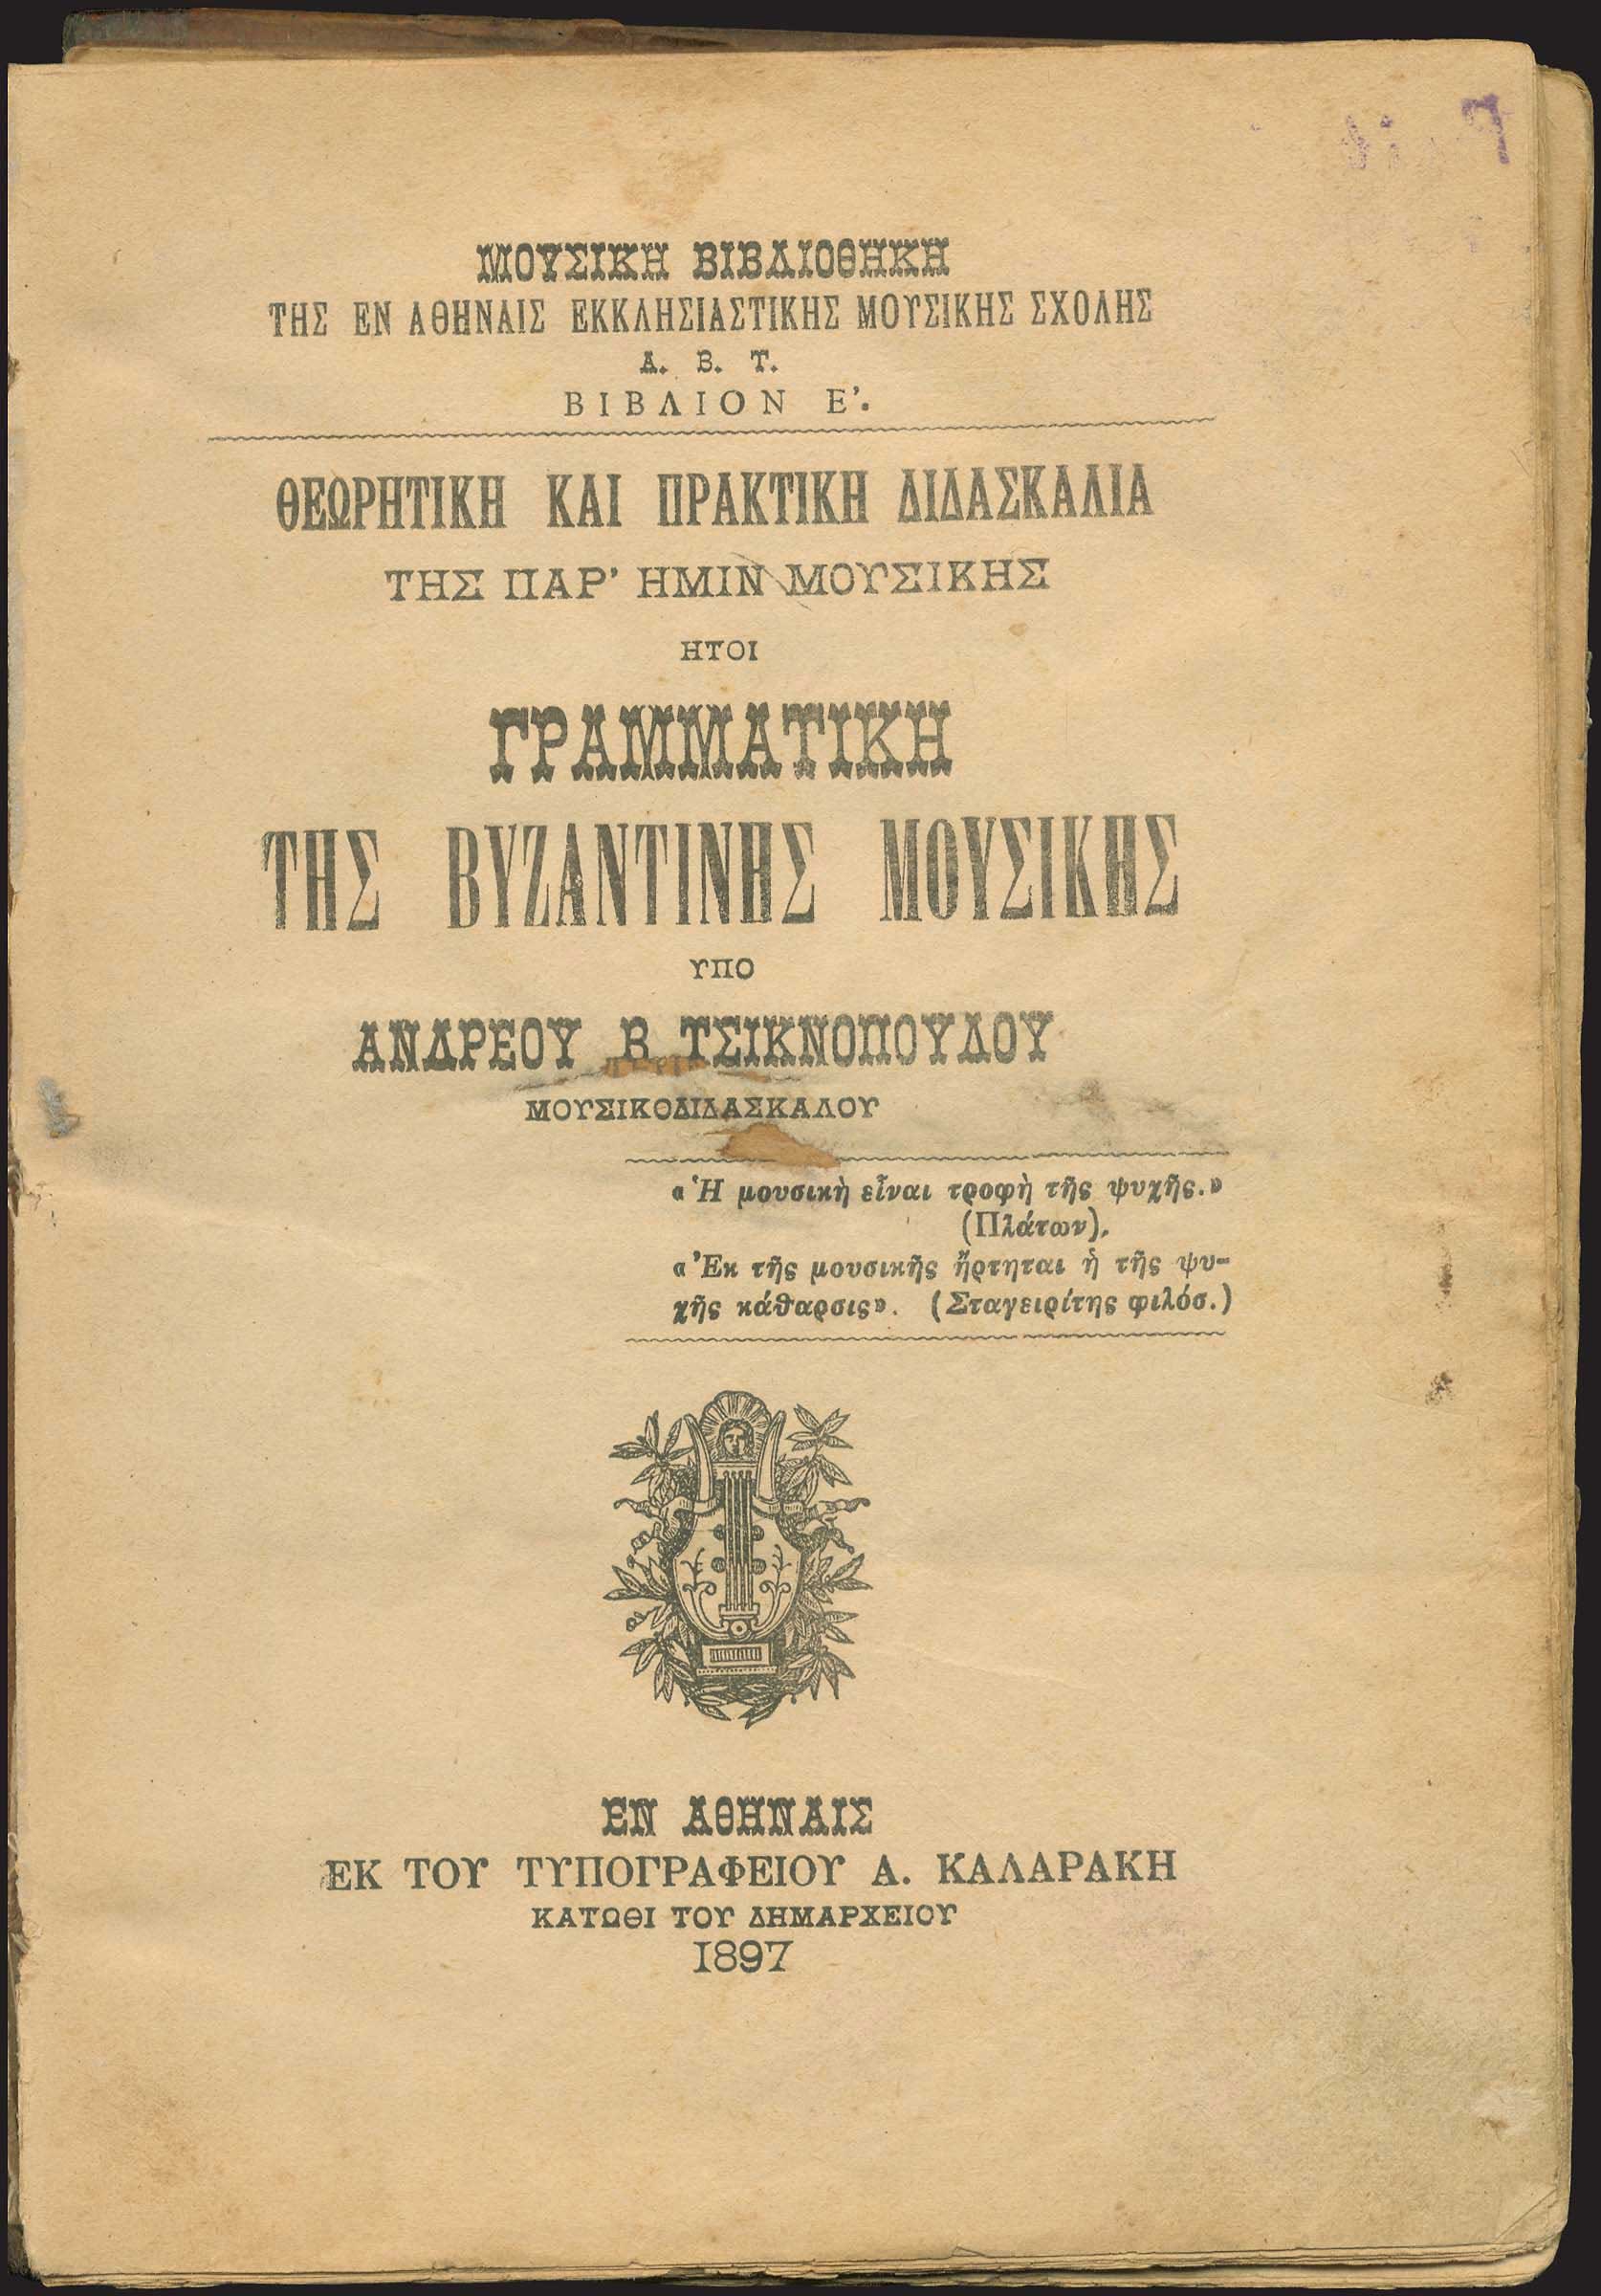 ΜΟΥΣΙΚΗ ΒΙΒΛΙΟΘΗΚΗ
ΤΗΣ ΕΝ ΑΘΗΝΑΙΣ ΕΚΚΛΗΣΙΑΣΤΙΚΗΣ ΜΟΥΣΙΚΗΣ ΣΧΟΛΗΣ
Α. Β. Τ.
ΒΙΒΛΙΟΝ Ε'.
ΘΕΩΡΗΤΙΚΗ ΚΑΙ ΠΡΑΚΤΙΚΗ ΔΙΔΑΣΚΑΛΙΑ
ΤΗΣ ΠΑΡ' ΗΜΙΝ ΜΟΥΣΙΚΗΣ
ΗΤΟΙ
ΓΡΑΜΜΑΤΙΚΗ
ΤΗΣ ΒΥΖΑΝΤΙΝΗΣ ΜΟΥΣΙΚΗΣ
ΥΠΟ
ΑΝΔΡΕΟΥ Β ΤΣΙΚΝΟΠΟΥΛΟΥ
ΜΟΥΣΙΚΟΔΙΔΑΣΚΑΛΟΥ
«Ἡ μουσικὴ εἶναι τροφὴ τῆς ψυχῆς.»
(Πλάτων).
«Ἐκ τῆς μουσικῆς ἤρτηται ἡ τῆς ψυ-
χῆς κάθαρσις». (Σταγειρίτης φιλόσ.)
ΕΝ ΑΘΗΝΑΙΣ
ΕΚ ΤΟΥ ΤΥΠΟΓΡΑΦΕΙΟΥ Α. ΚΑΛΑΡΑΚΗ
ΚΑΤΩΘΙ ΤΟΥ ΔΗΜΑΡΧΕΙΟΥ
1897